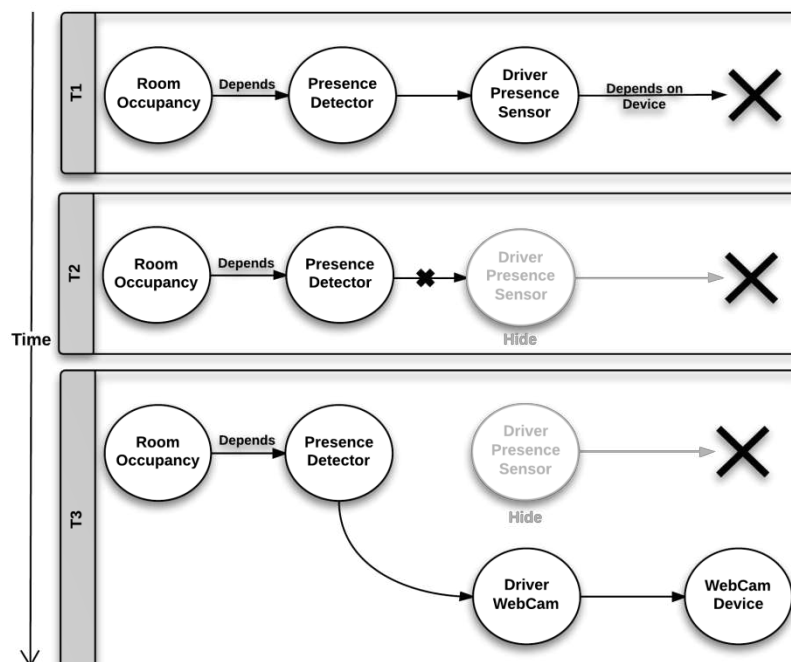 T1
Room
Occupancy
Depends
Presence
Detector
Driver
Presence
Sensor
Depends on
Device
T2
Room
Occupancy
Depends
Presence
Detector
Driver
Presence
Sensor
Hide
Time
T3
Room
Occupancy
Depends
Presence
Detector
Driver
Presence
Sensor
Hide
Driver
WebCam
WebCam
Device